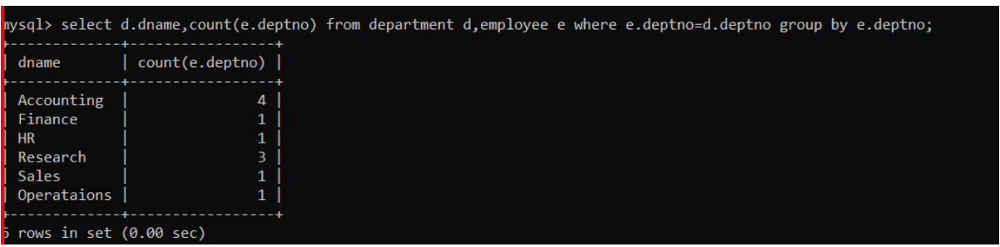 mysql> select d.dname,count(e.deptno) from department d,employee e where e.deptno=d.deptno group by e.deptno;
+-------------+-----------------+
| dname       | count(e.deptno) |
+-------------+-----------------+
| Accounting  |               4 |
| Finance     |               1 |
| HR          |               1 |
| Research    |               3 |
| Sales       |               1 |
| Operataions |               1 |
+-------------+-----------------+
6 rows in set (0.00 sec)